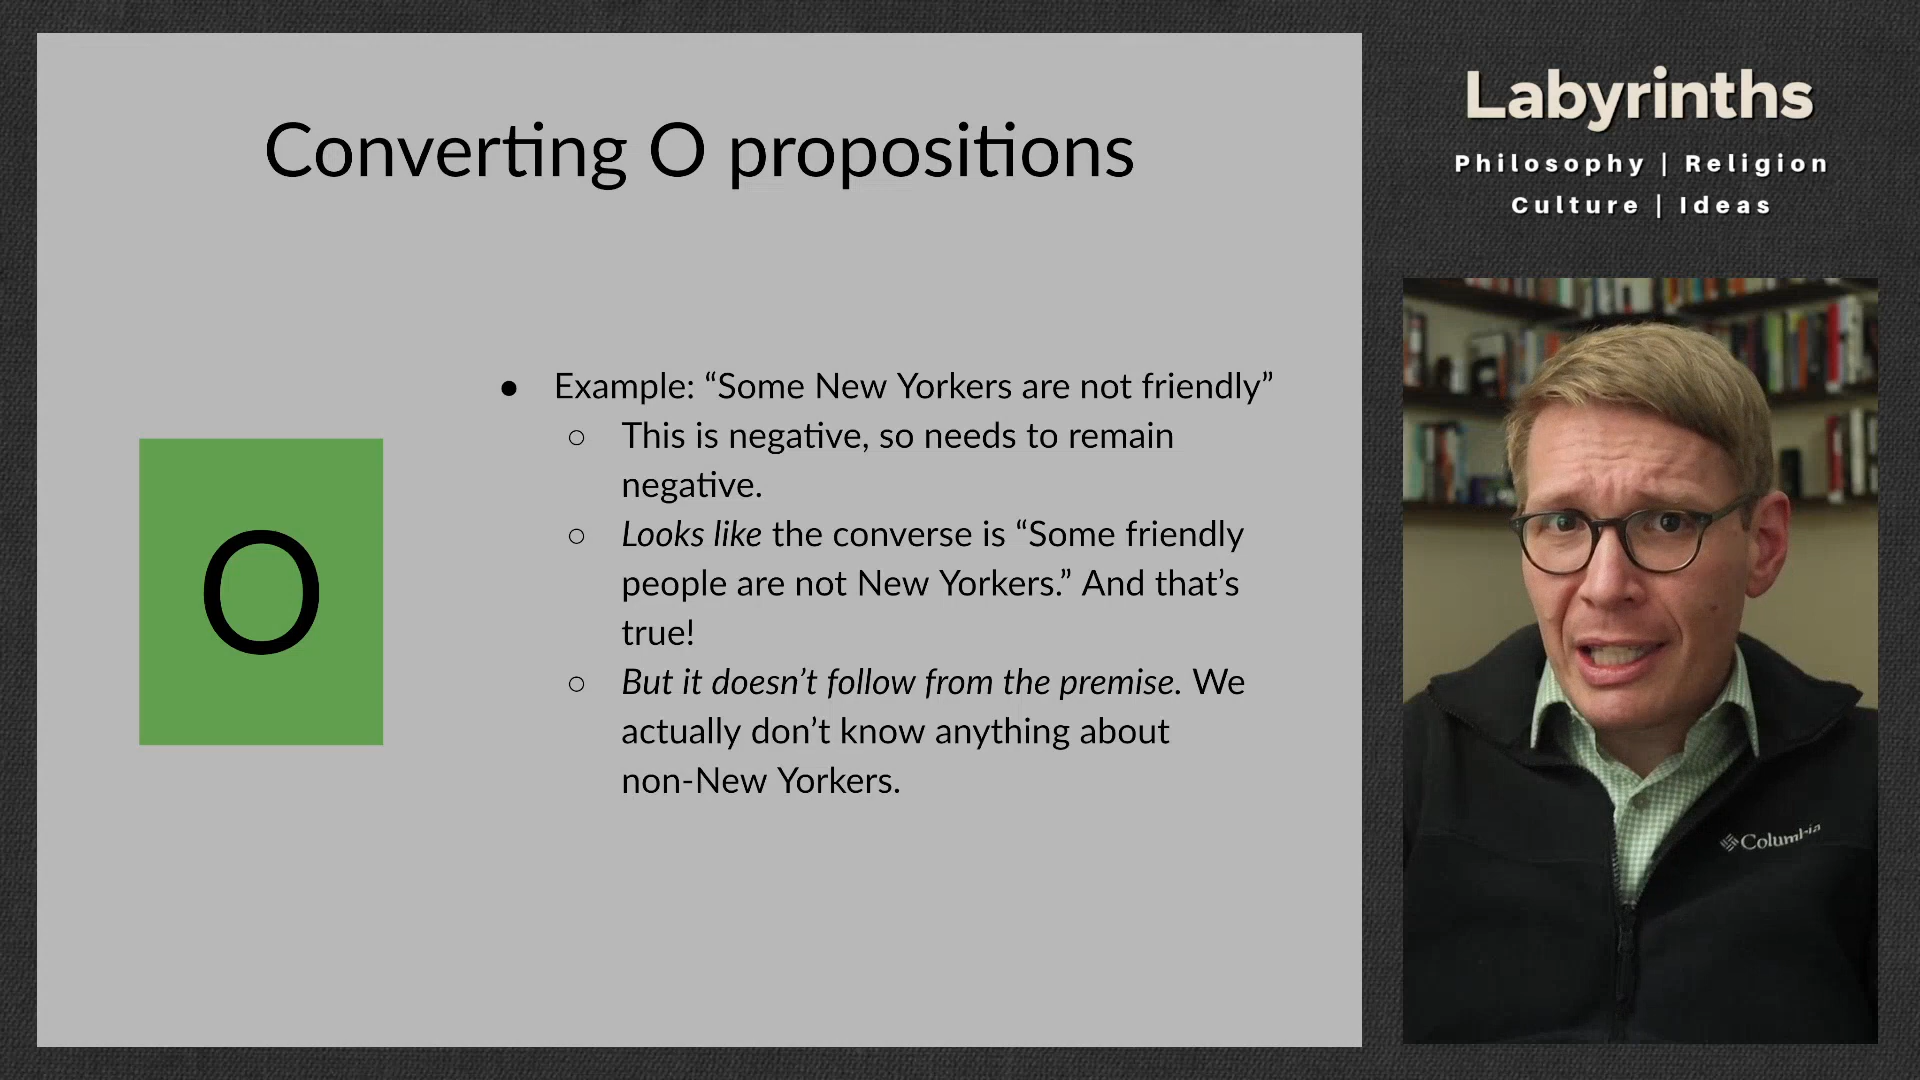 Converting O propositions
● Example: “Some New Yorkers are not friendly”
○ This is negative, so needs to remain
negative.
○ Looks like the converse is “Some friendly
people are not New Yorkers.” And that’s
true!
○ But it doesn’t follow from the premise. We
actually don’t know anything about
non-New Yorkers.
O
Labyrinths
Philosophy | Religion
Culture | Ideas
Columbia